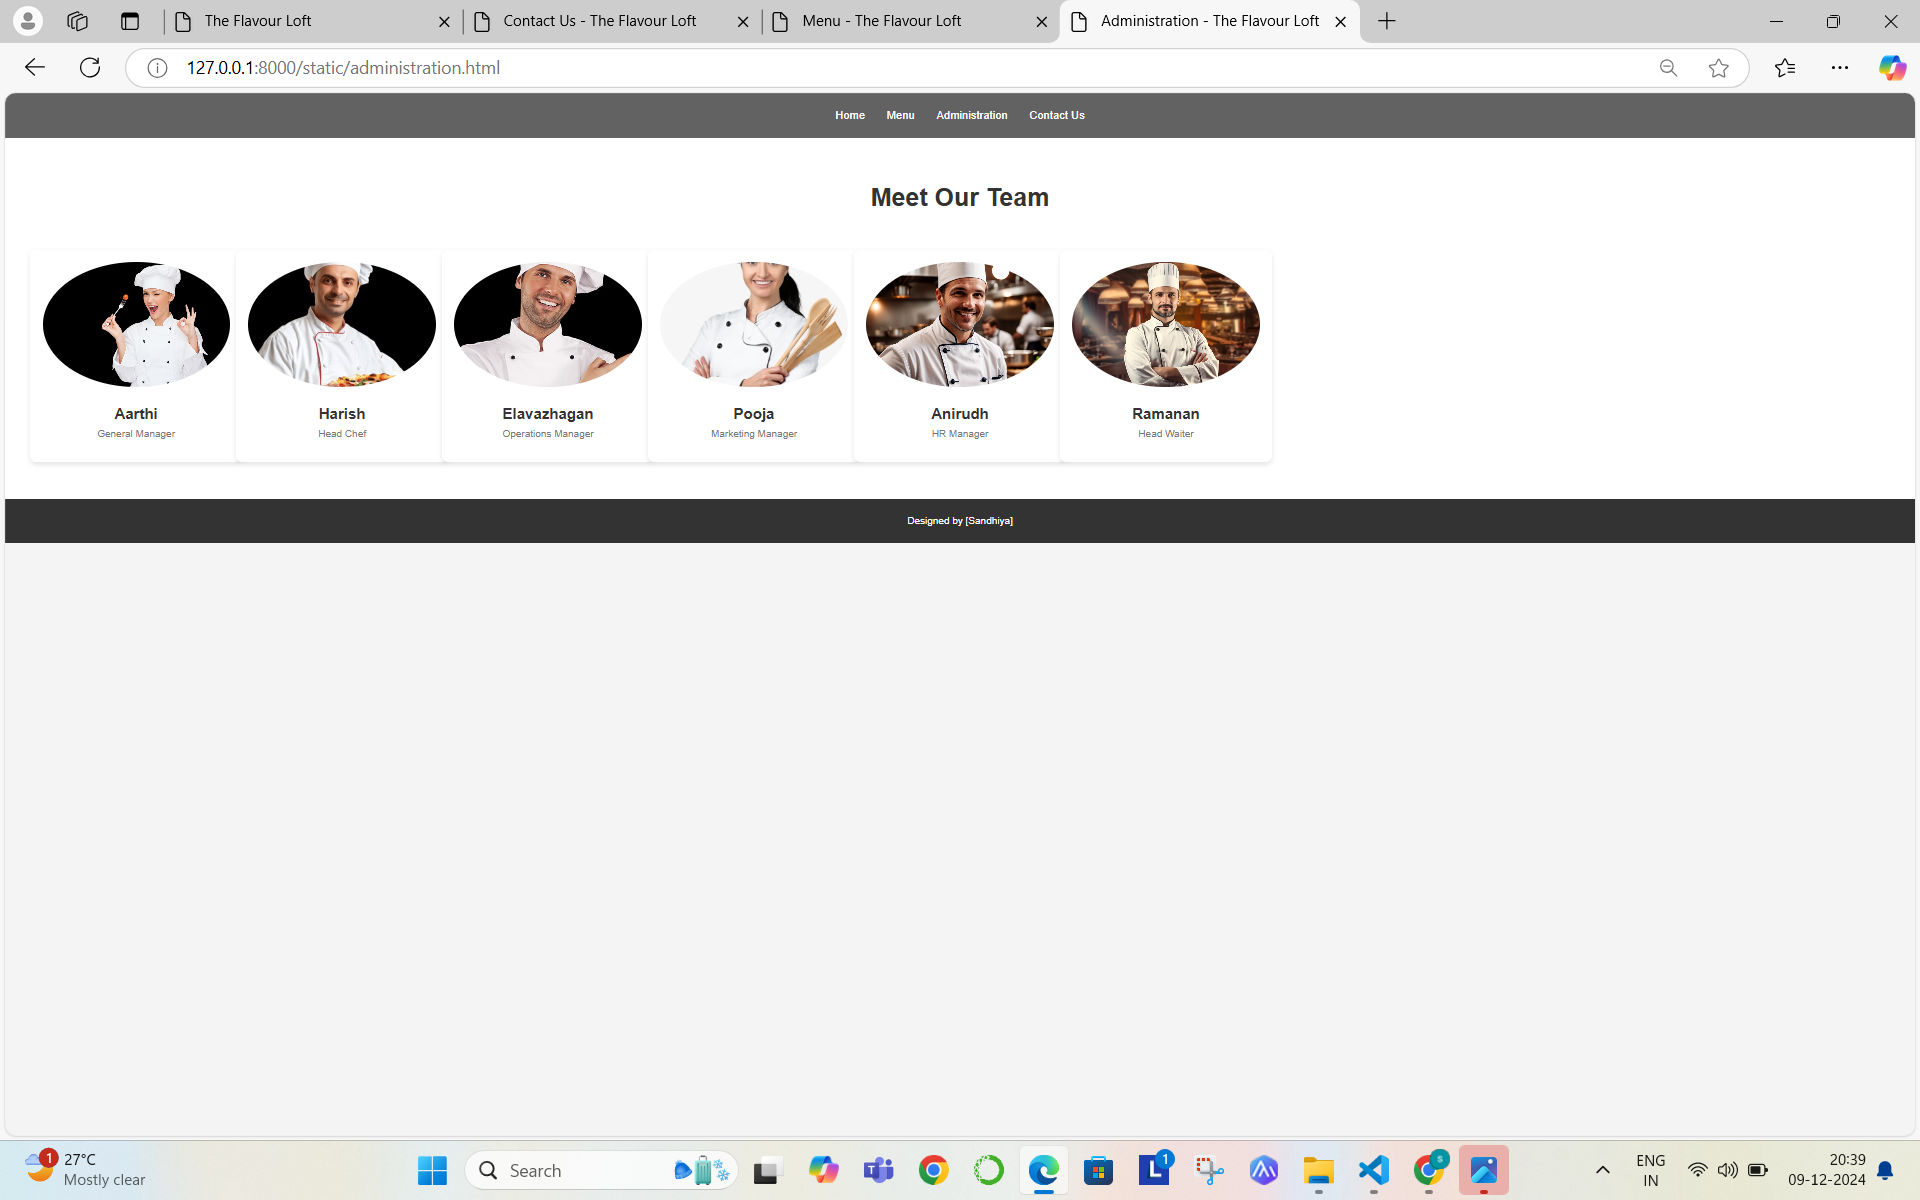 The Flavour Loft
Contact Us - The Flavour Loft
Menu - The Flavour Loft
Administration - The Flavour Loft
127.0.0.1:8000/static/administration.html
Home Menu Administration Contact Us
Meet Our Team
Aarthi
General Manager
Harish
Head Chef
Elavazhagan
Operations Manager
Pooja
Marketing Manager
Anirudh
HR Manager
Ramanan
Head Waiter
Designed by [Sandhiya]
1
27°C
Mostly clear
Search
L
1
S
ENG
IN
20:39
09-12-2024